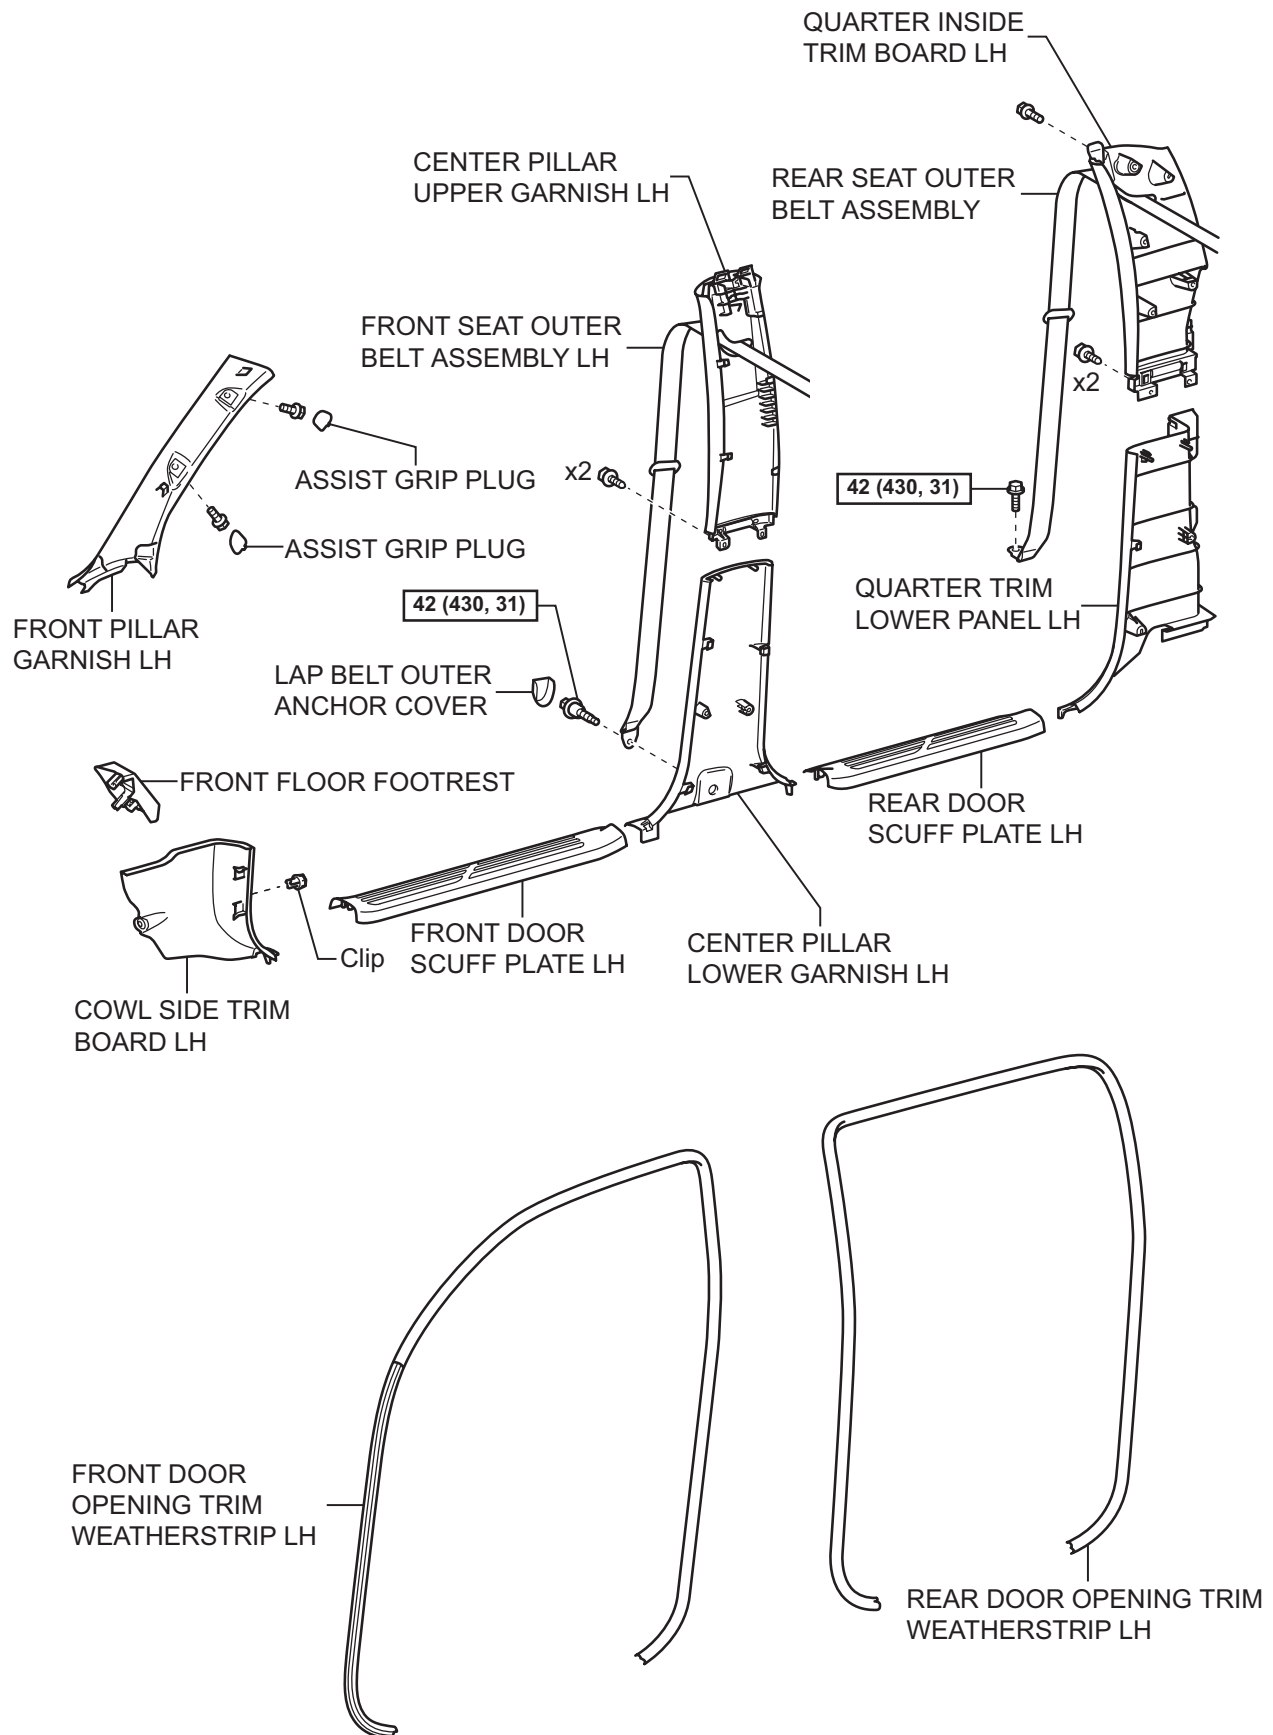 QUARTER INSIDE
TRIM BOARD LH
CENTER PILLAR
UPPER GARNISH LH
REAR SEAT OUTER
BELT ASSEMBLY
FRONT SEAT OUTER
BELT ASSEMBLY LH
x2
ASSIST GRIP PLUG
x2
42 (430, 31)
ASSIST GRIP PLUG
QUARTER TRIM
LOWER PANEL LH
42 (430, 31)
FRONT PILLAR
GARNISH LH
LAP BELT OUTER
ANCHOR COVER
FRONT FLOOR FOOTREST
REAR DOOR
SCUFF PLATE LH
FRONT DOOR
SCUFF PLATE LH
Clip
CENTER PILLAR
LOWER GARNISH LH
COWL SIDE TRIM
BOARD LH
FRONT DOOR
OPENING TRIM
WEATHERSTRIP LH
REAR DOOR OPENING TRIM
WEATHERSTRIP LH